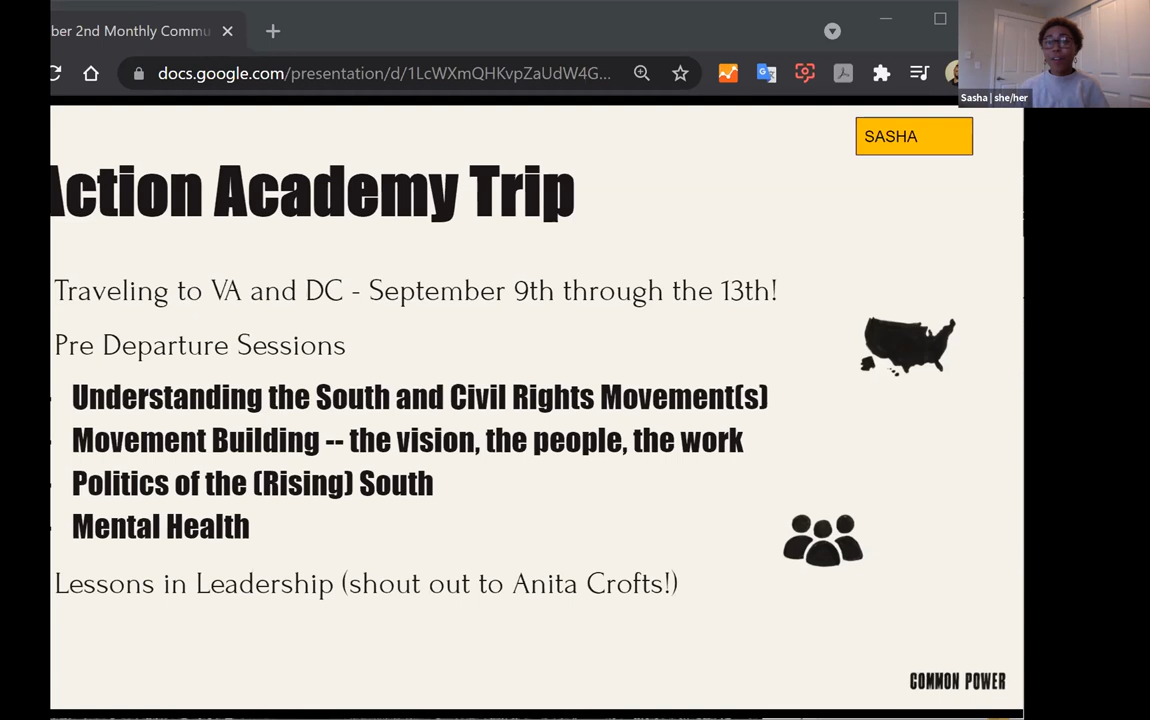 ber 2nd Monthly Commu
docs.google.com/presentation/d/1LcWXmQHKvpZaUdW4G...
Sasha | she/her
SASHA
Action Academy Trip
Traveling to VA and DC - September 9th through the 13th!
Pre Departure Sessions
Understanding the South and Civil Rights Movement(s)
Movement Building -- the vision, the people, the work
Politics of the (Rising) South
Mental Health
Lessons in Leadership (shout out to Anita Crofts!)
COMMON POWER